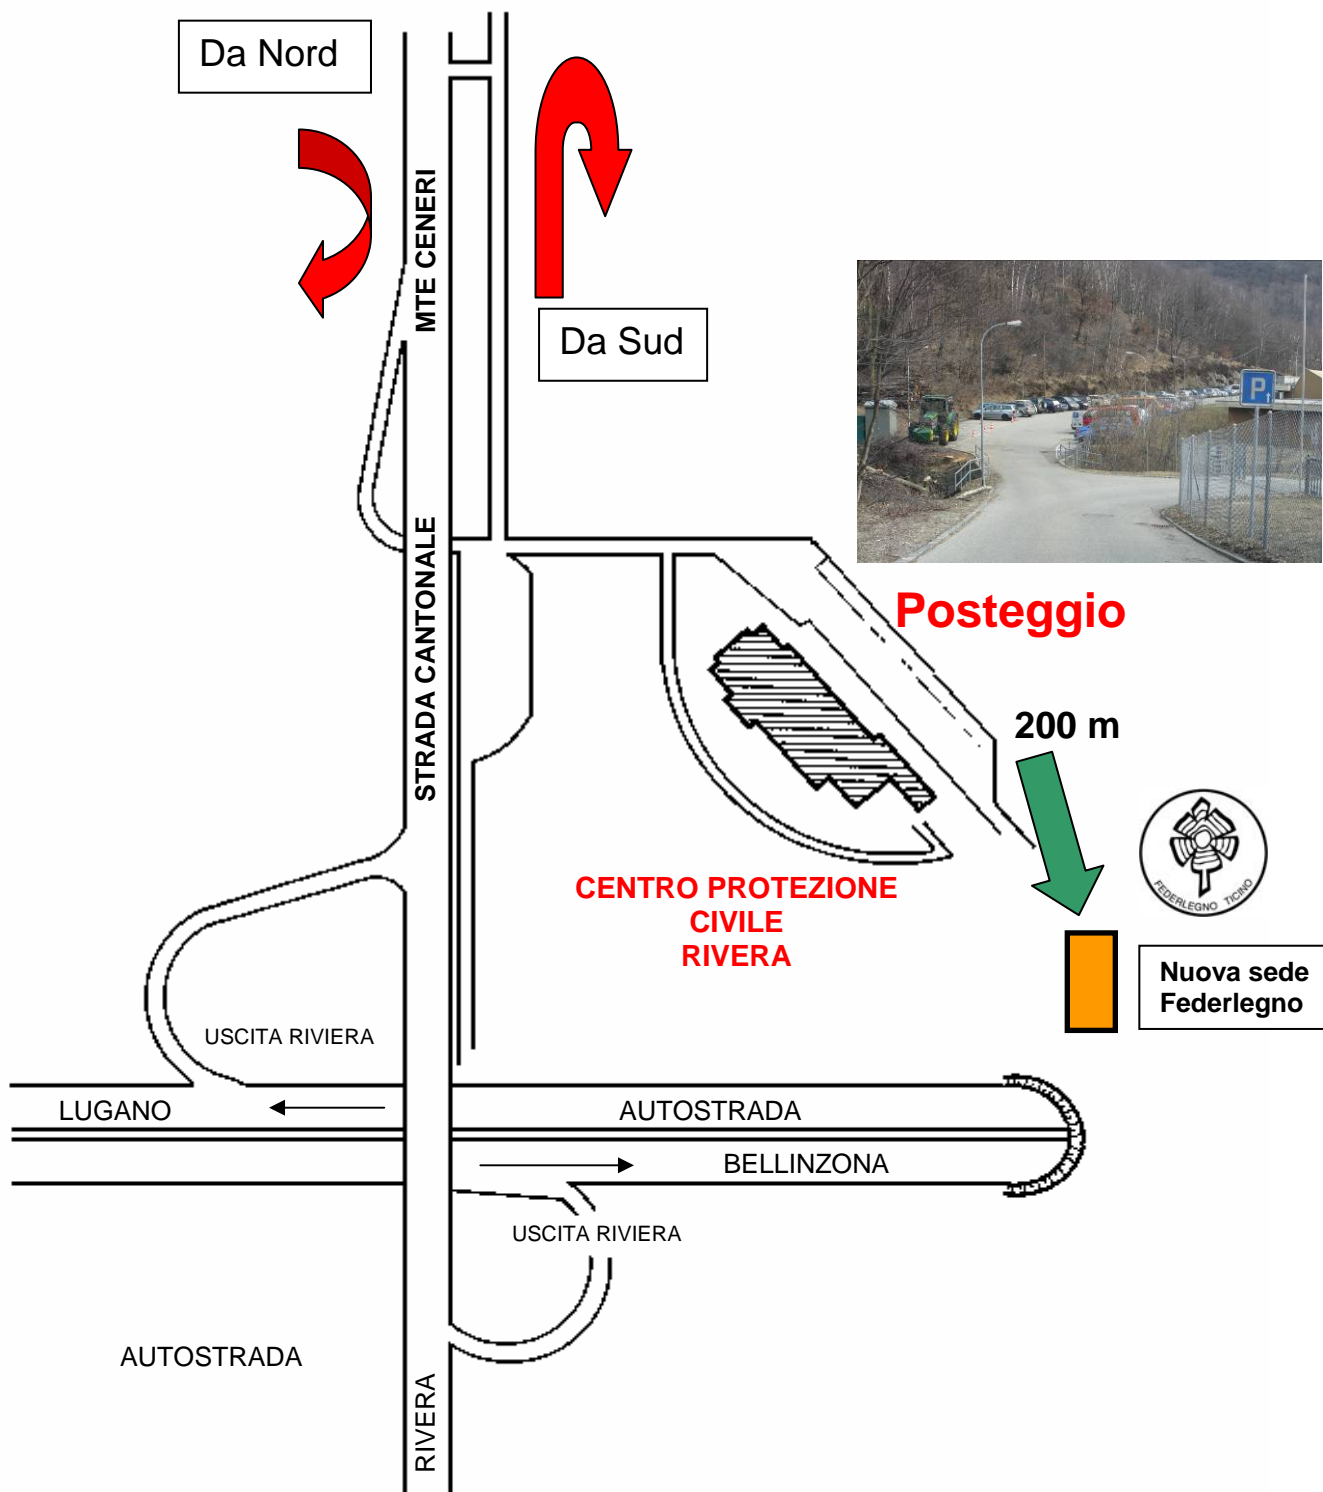 Da Nord
MTE CENERI
Da Sud
P
Posteggio
STRADA CANTONALE
200 m
FEDERLEGNO TICINO
CENTRO PROTEZIONE
CIVILE
RIVERA
Nuova sede
Federlegno
USCITA RIVIERA
LUGANO
AUTOSTRADA
BELLINZONA
USCITA RIVIERA
AUTOSTRADA
RIVERA